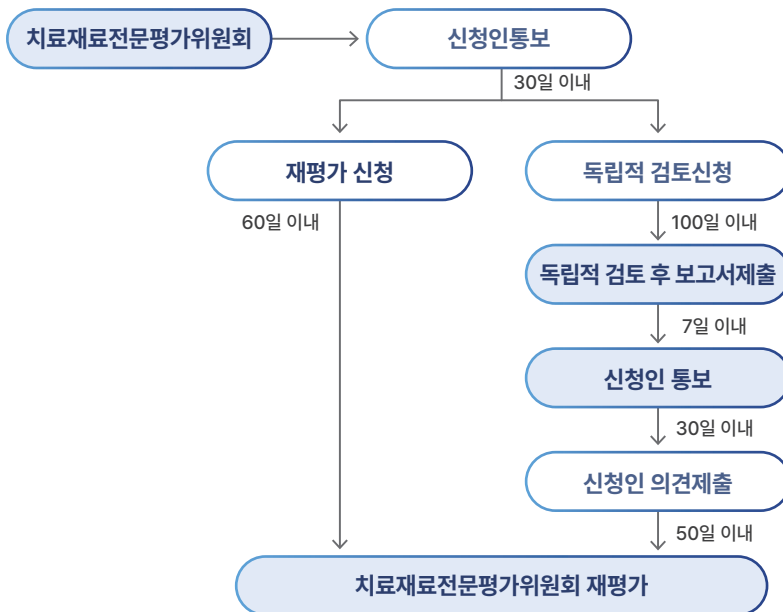 치료재료전문평가위원회
신청인통보
30일 이내
재평가 신청
독립적 검토신청
60일 이내
100일 이내
독립적 검토 후 보고서제출
7일 이내
신청인 통보
30일 이내
신청인 의견제출
50일 이내
치료재료전문평가위원회 재평가